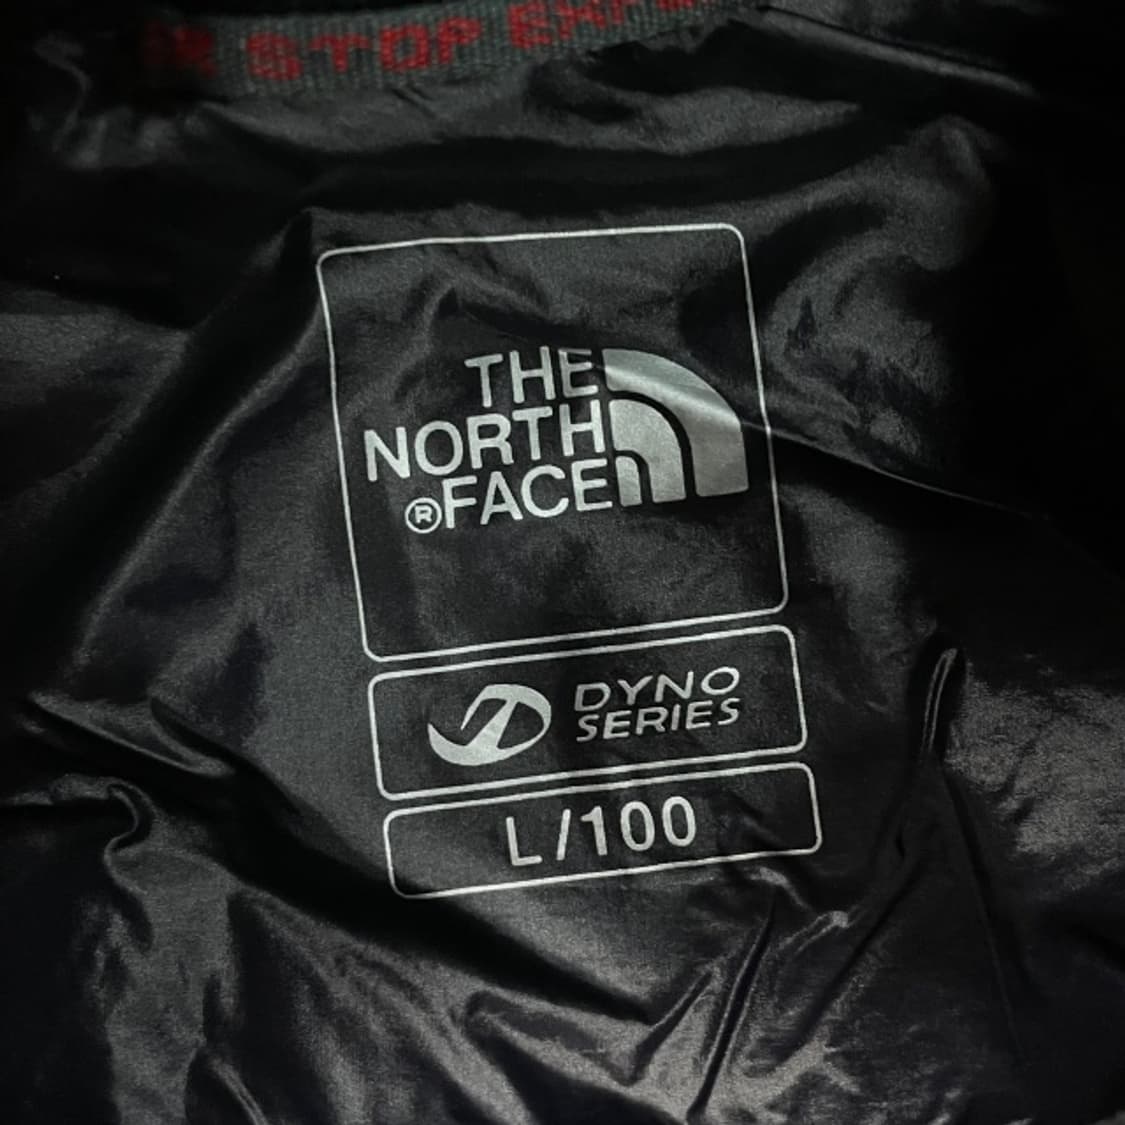 STOP
THE
NORTH
®FACE
DYNO
SERIES
L/100